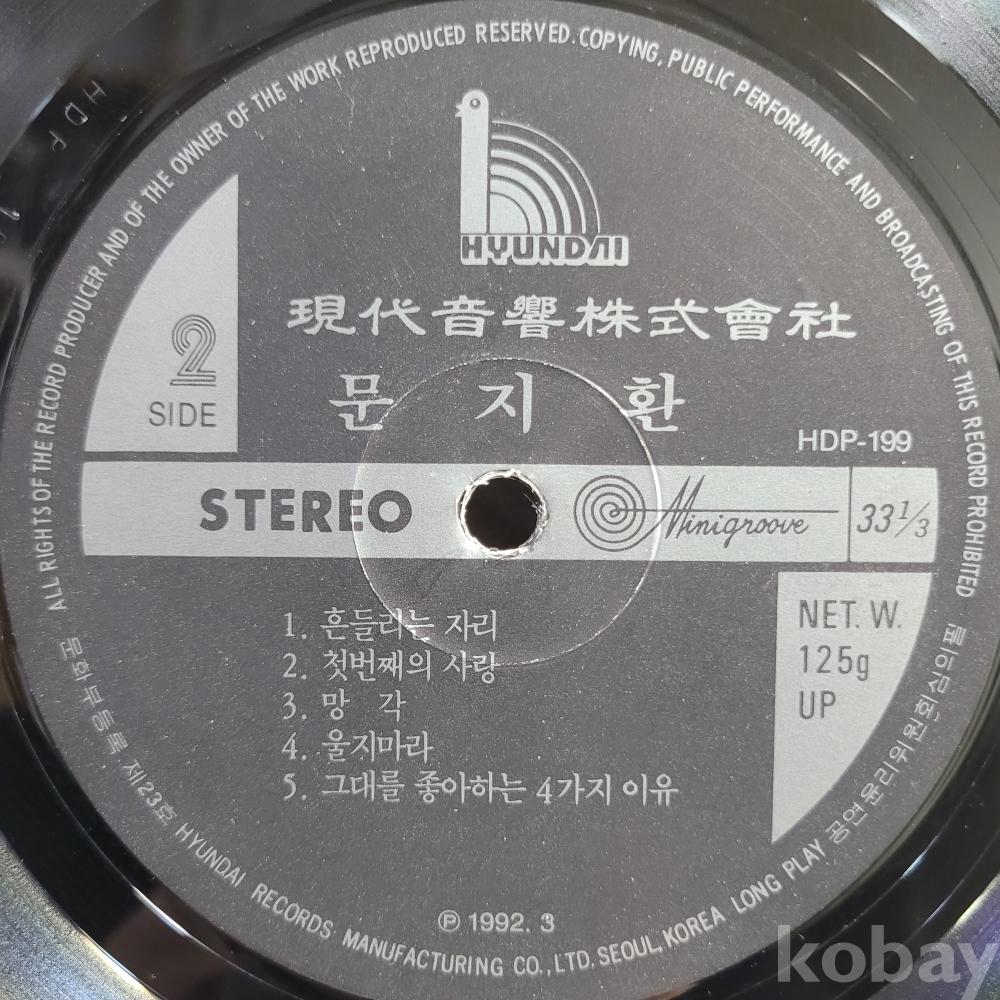 ALL RIGHTS OF THE RECORD PRODUCER AND OF THE OWNER OF THE WORK REPRODUCED RESERVED. COPYING, PUBLIC PERFORMANCE AND BROADCASTING OF THIS RECORD PROHIBITED
HYUNDAI
現代音響株式會社
문 지 환
2
SIDE
HDP-199
STEREO
Minigroove
33 1/3
NET. W.
125g
UP
1. 흔들리는 자리
2. 첫번째의 사랑
3. 망 각
4. 울지마라
5. 그대를 좋아하는 4가지 이유
℗ 1992. 3
문화부등록 제23호 HYUNDAI RECORDS MANUFACTURING CO., LTD. SEOUL, KOREA LONG PLAY 공연윤리위원회심의필
HDP
kobay